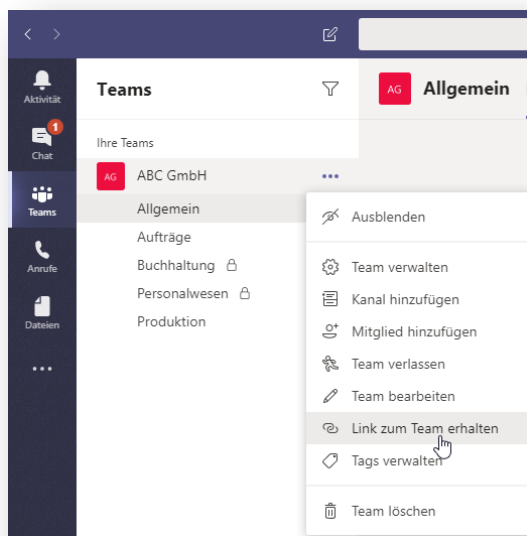 Aktivität
1
Chat
Teams
Anrufe
Dateien
Teams
Ihre Teams
AG ABC GmbH
Allgemein
Aufträge
Buchhaltung
Personalwesen
Produktion
AG Allgemein
Ausblenden
Team verwalten
Kanal hinzufügen
Mitglied hinzufügen
Team verlassen
Team bearbeiten
Link zum Team erhalten
Tags verwalten
Team löschen